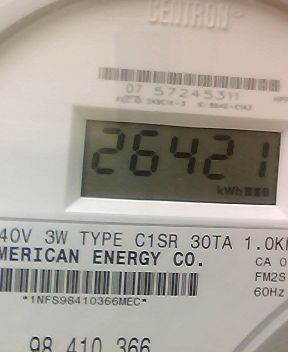 CENTRON®
07 57245311
26421
kWh
40V 3W TYPE C1SR 30TA 1.0K
MERICAN ENERGY CO.
CA 0
FM2S
60Hz
*1NFS98410366MEC*
98 410 366